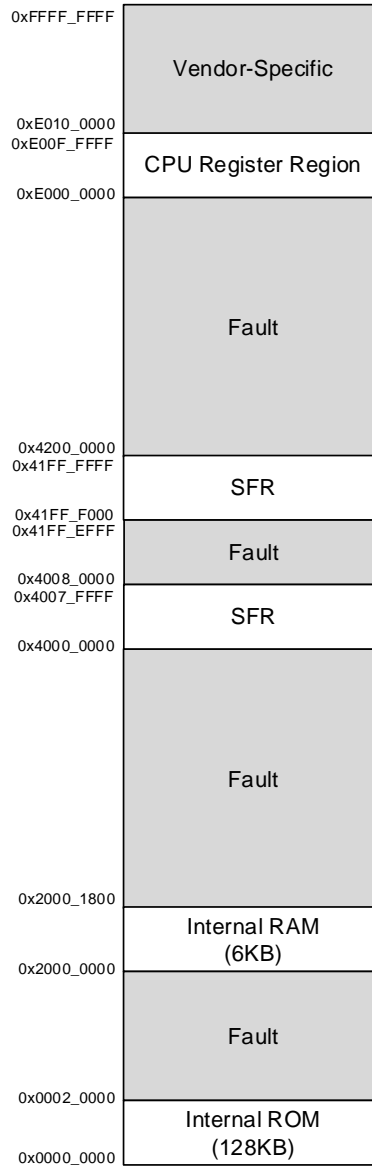 0xFFFF_FFFF
Vendor-Specific
0xE010_0000
0xE00F_FFFF
CPU Register Region
0xE000_0000
Fault
0x4200_0000
0x41FF_FFFF
SFR
0x41FF_F000
0x41FF_EFFF
Fault
0x4008_0000
0x4007_FFFF
SFR
0x4000_0000
Fault
0x2000_1800
Internal RAM
(6KB)
0x2000_0000
Fault
0x0002_0000
Internal ROM
(128KB)
0x0000_0000